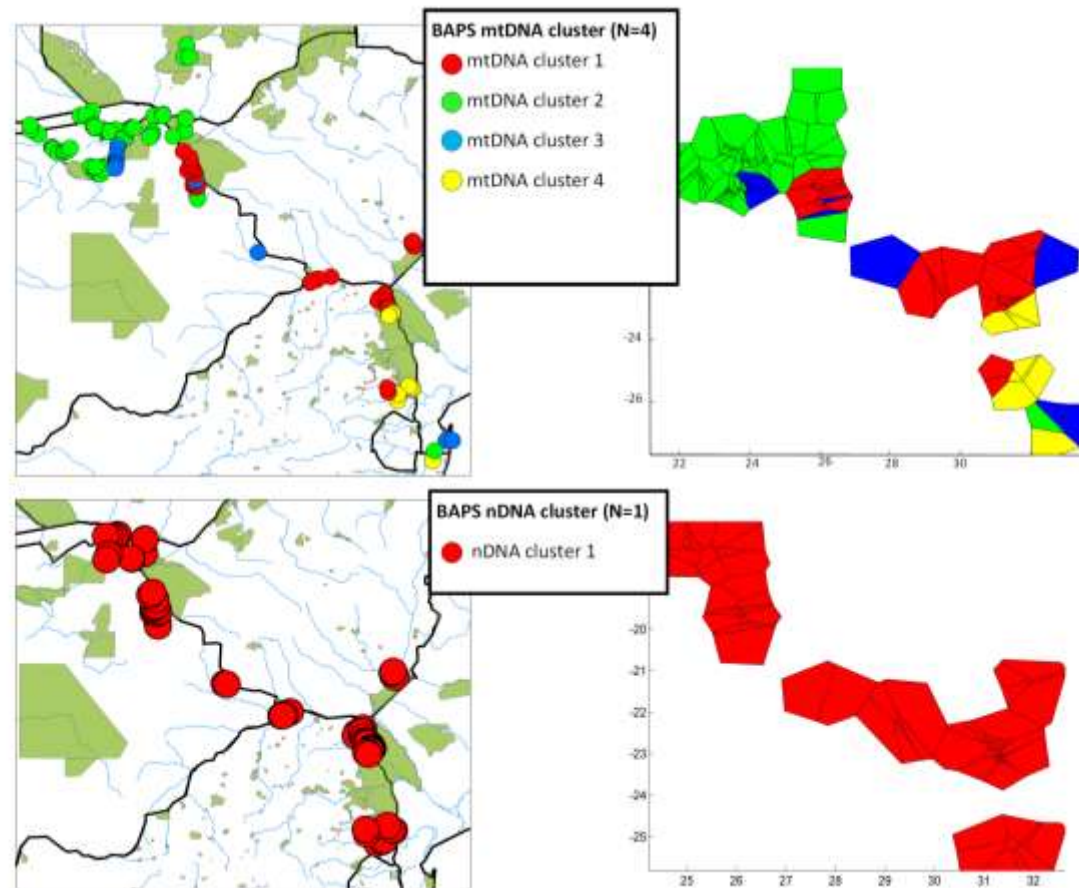 BAPS mtDNA cluster (N=4)
mtDNA cluster 1
mtDNA cluster 2
mtDNA cluster 3
mtDNA cluster 4
-24
-26
22 24 26 28 30
BAPS nDNA cluster (N=1)
nDNA cluster 1
-20
-21
-22
-23
-24
-25
25 26 27 28 29 30 31 32